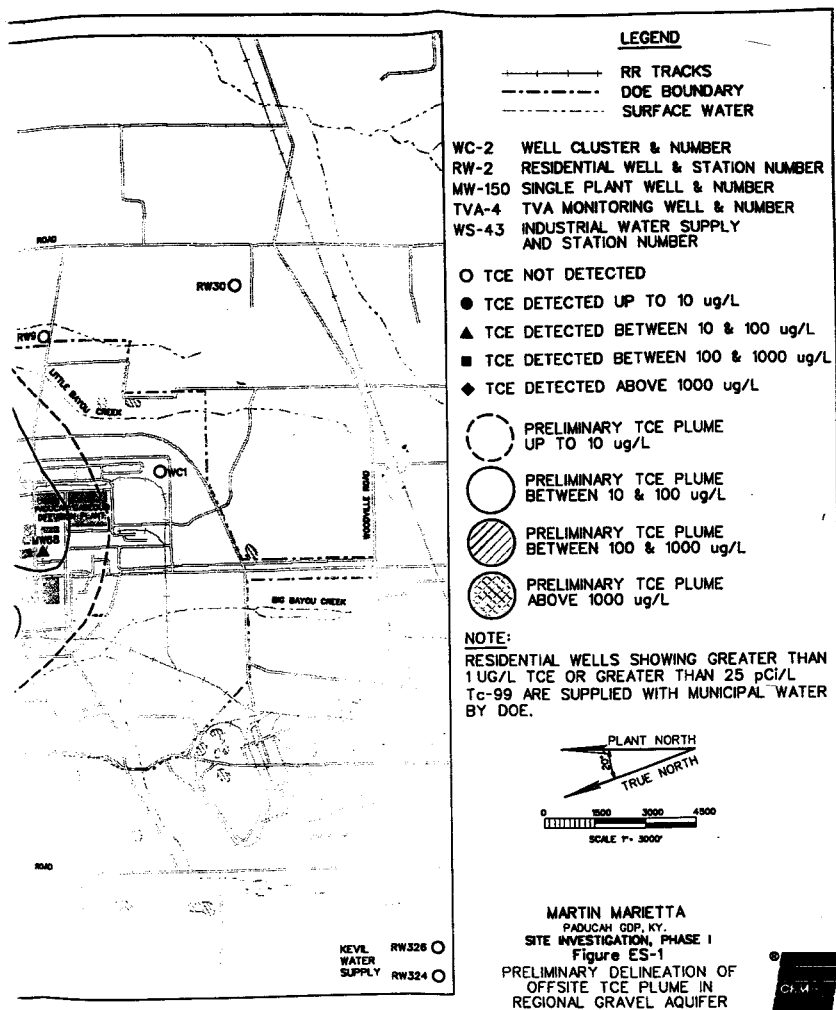 LEGEND
RR TRACKS
DOE BOUNDARY
SURFACE WATER
WC-2 WELL CLUSTER & NUMBER
RW-2 RESIDENTIAL WELL & STATION NUMBER
MW-150 SINGLE PLANT WELL & NUMBER
TVA-4 TVA MONITORING WELL & NUMBER
WS-43 INDUSTRIAL WATER SUPPLY
AND STATION NUMBER
TCE NOT DETECTED
TCE DETECTED UP TO 10 ug/L
TCE DETECTED BETWEEN 10 & 100 ug/L
TCE DETECTED BETWEEN 100 & 1000 ug/L
TCE DETECTED ABOVE 1000 ug/L
PRELIMINARY TCE PLUME
UP TO 10 ug/L
PRELIMINARY TCE PLUME
BETWEEN 10 & 100 ug/L
PRELIMINARY TCE PLUME
BETWEEN 100 & 1000 ug/L
PRELIMINARY TCE PLUME
ABOVE 1000 ug/L
NOTE:
RESIDENTIAL WELLS SHOWING GREATER THAN
1 UG/L TCE OR GREATER THAN 25 pCi/L
Tc-99 ARE SUPPLIED WITH MUNICIPAL WATER
BY DOE.
PLANT NORTH
20°
TRUE NORTH
0 1500 3000 4500
SCALE 1"= 3000'
MARTIN MARIETTA
PADUCAH GDP, KY.
SITE INVESTIGATION, PHASE I
Figure ES-1
PRELIMINARY DELINEATION OF
OFFSITE TCE PLUME IN
REGIONAL GRAVEL AQUIFER
®
ROAD
RW30
RW5
LITTLE BAYOU CREEK
WC1
WOODVILLE ROAD
PADUCAH GASEOUS
DIFFUSION PLANT
MW68
BIG BAYOU CREEK
ROAD
KEVIL
WATER
SUPPLY
RW326
RW324